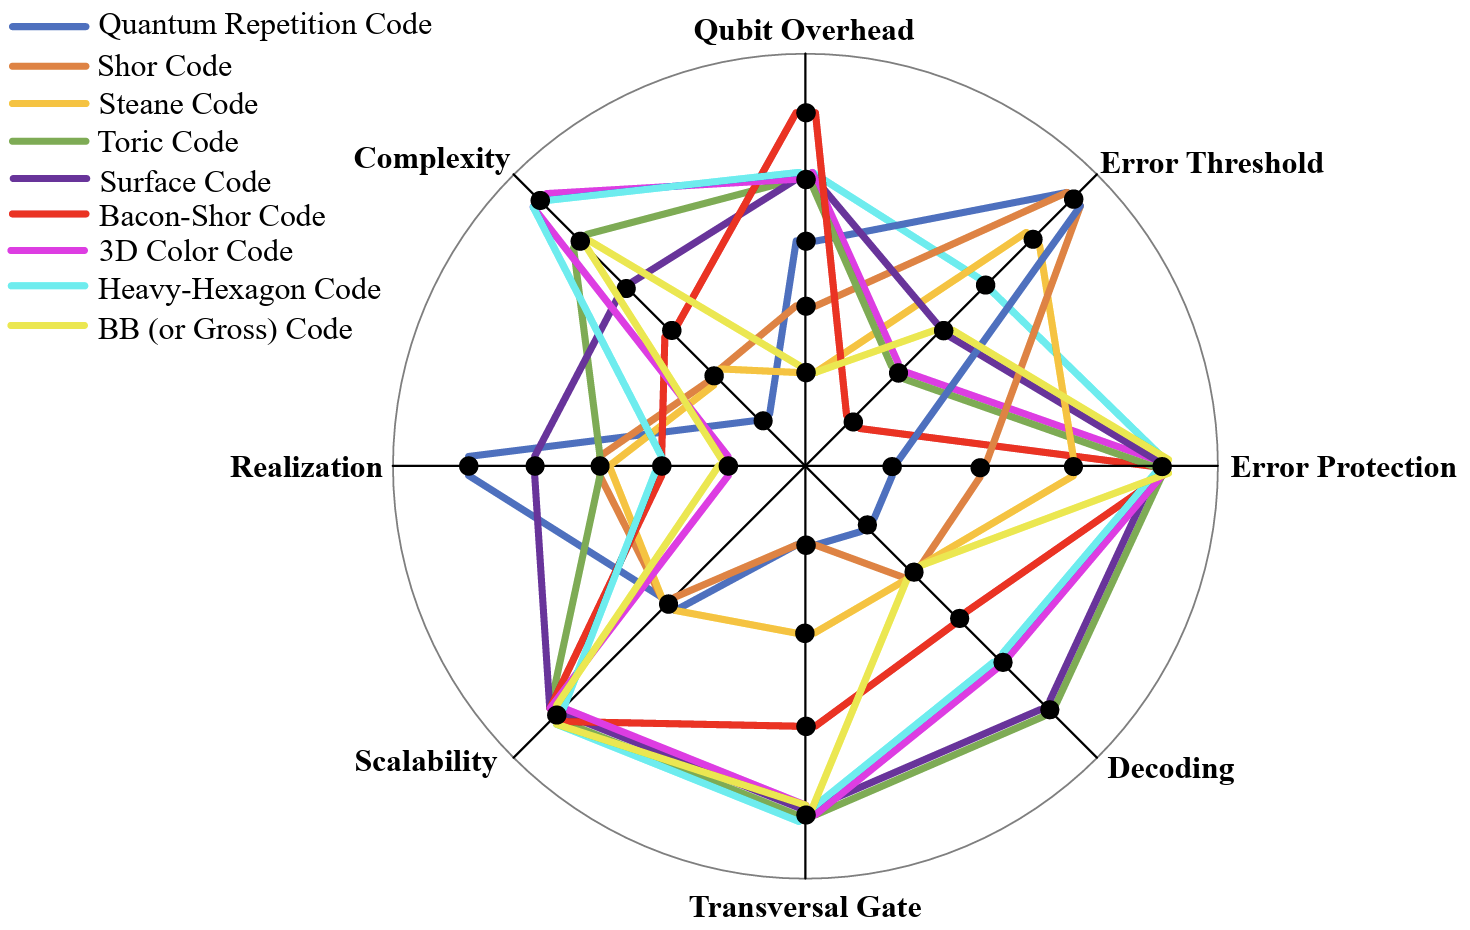 Quantum Repetition Code
Shor Code
Steane Code
Toric Code
Surface Code
Bacon-Shor Code
3D Color Code
Heavy-Hexagon Code
BB (or Gross) Code
Qubit Overhead
Complexity
Error Threshold
Realization
Error Protection
Scalability
Decoding
Transversal Gate